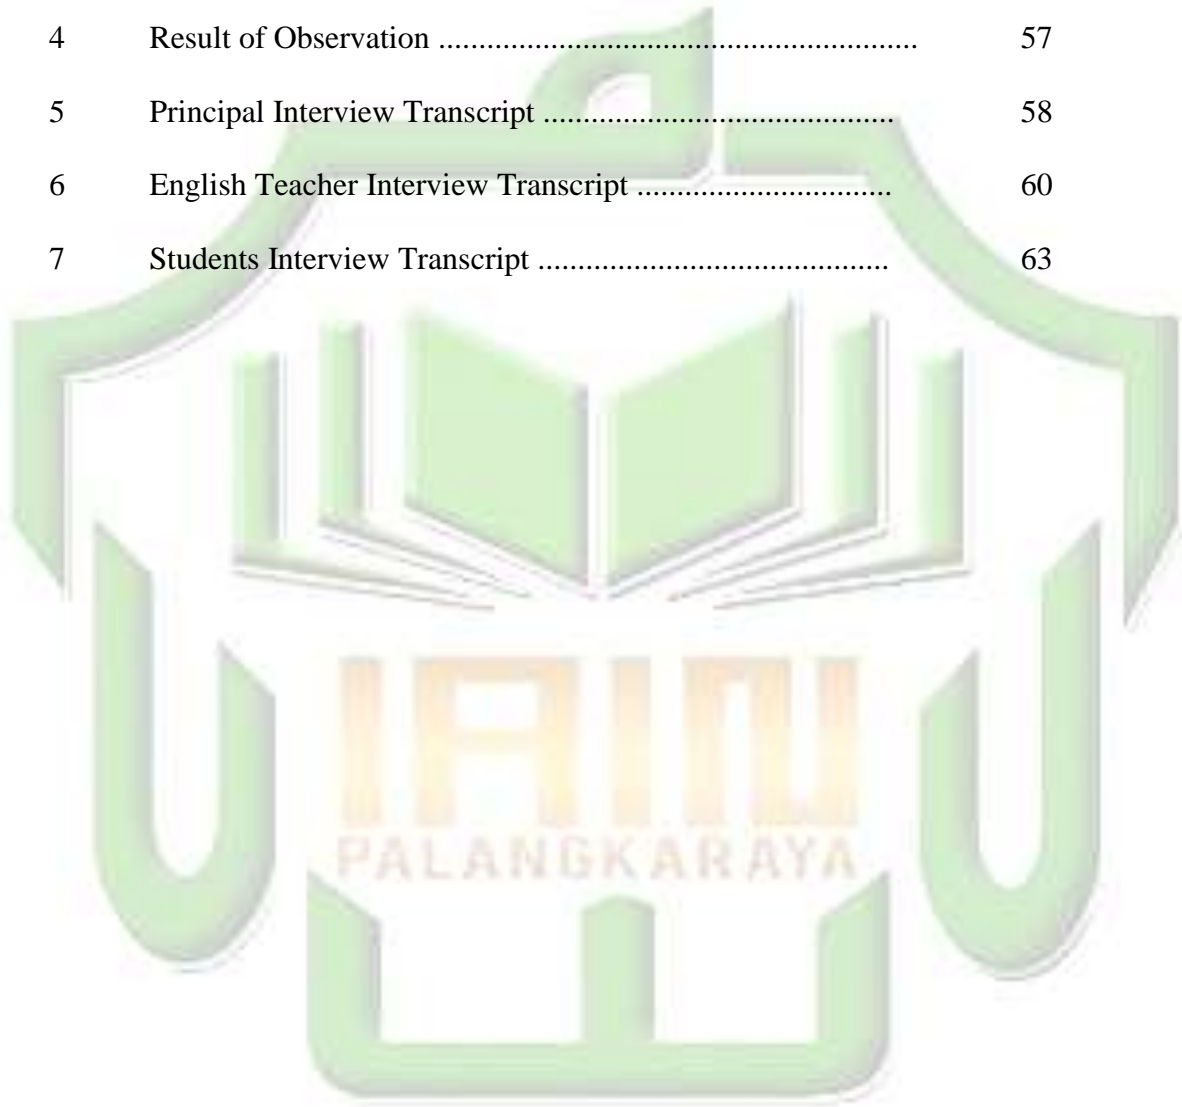 4 Result of Observation ........................................................... 57
5 Principal Interview Transcript ........................................... 58
6 English Teacher Interview Transcript ............................... 60
7 Students Interview Transcript ........................................... 63
IAIN
PALANGKARAYA